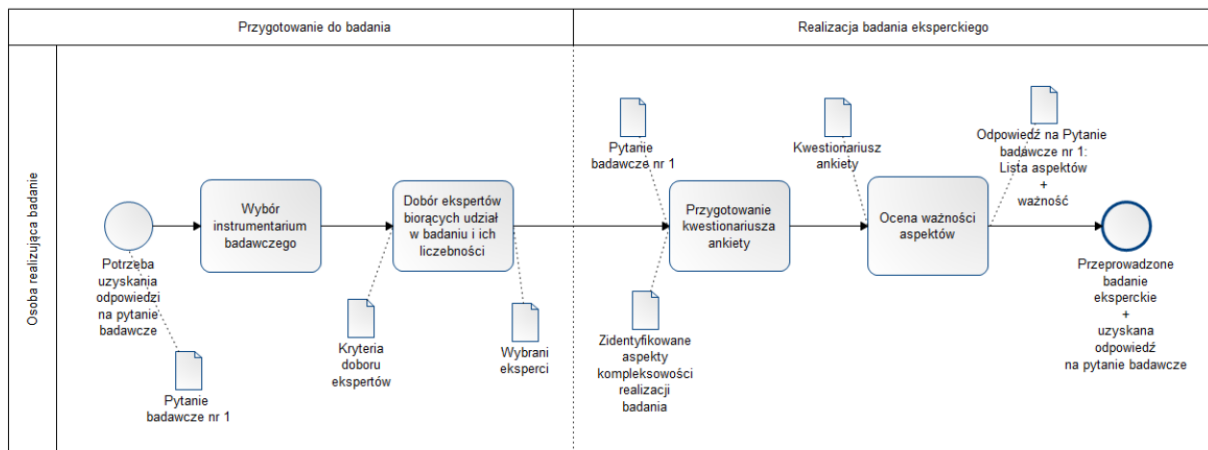 Przygotowanie do badania
Realizacja badania eksperckiego
Osoba realizująca badanie
Potrzeba
uzyskania
odpowiedzi
na pytanie
badawcze
Pytanie
badawcze nr 1
Wybór
instrumentarium
badawczego
Dobór ekspertów
biorących udział
w badaniu i ich
liczebności
Kryteria
doboru
ekspertów
Wybrani
eksperci
Pytanie
badawcze nr 1
Przygotowanie
kwestionariusza
ankiety
Zidentyfikowane
aspekty
kompleksowości
realizacji
badania
Kwestionariusz
ankiety
Ocena ważności
aspektów
Odpowiedź na Pytanie
badawcze nr 1:
Lista aspektów
+
ważność
Przeprowadzone
badanie
eksperckie
+
uzyskana
odpowiedź
na pytanie badawcze